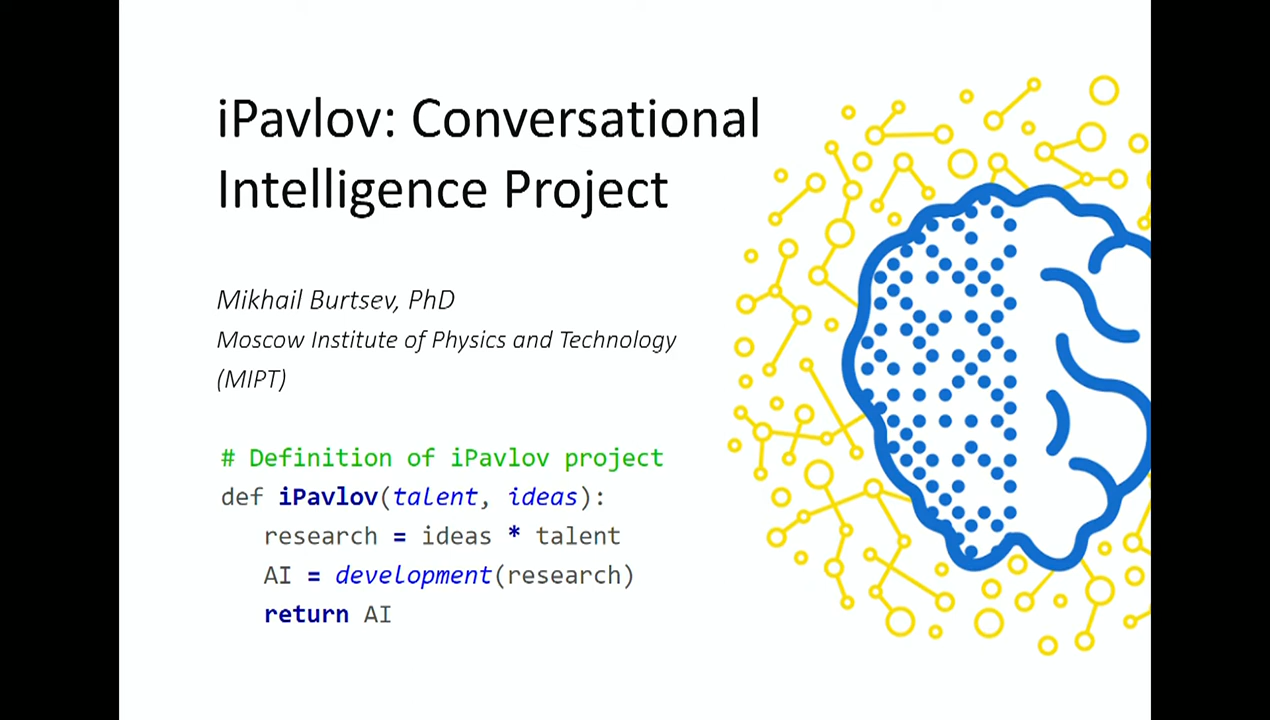 iPavlov: Conversational
Intelligence Project
Mikhail Burtsev, PhD
Moscow Institute of Physics and Technology
(MIPT)
# Definition of iPavlov project
def iPavlov(talent, ideas):
research = ideas * talent
AI = development(research)
return AI